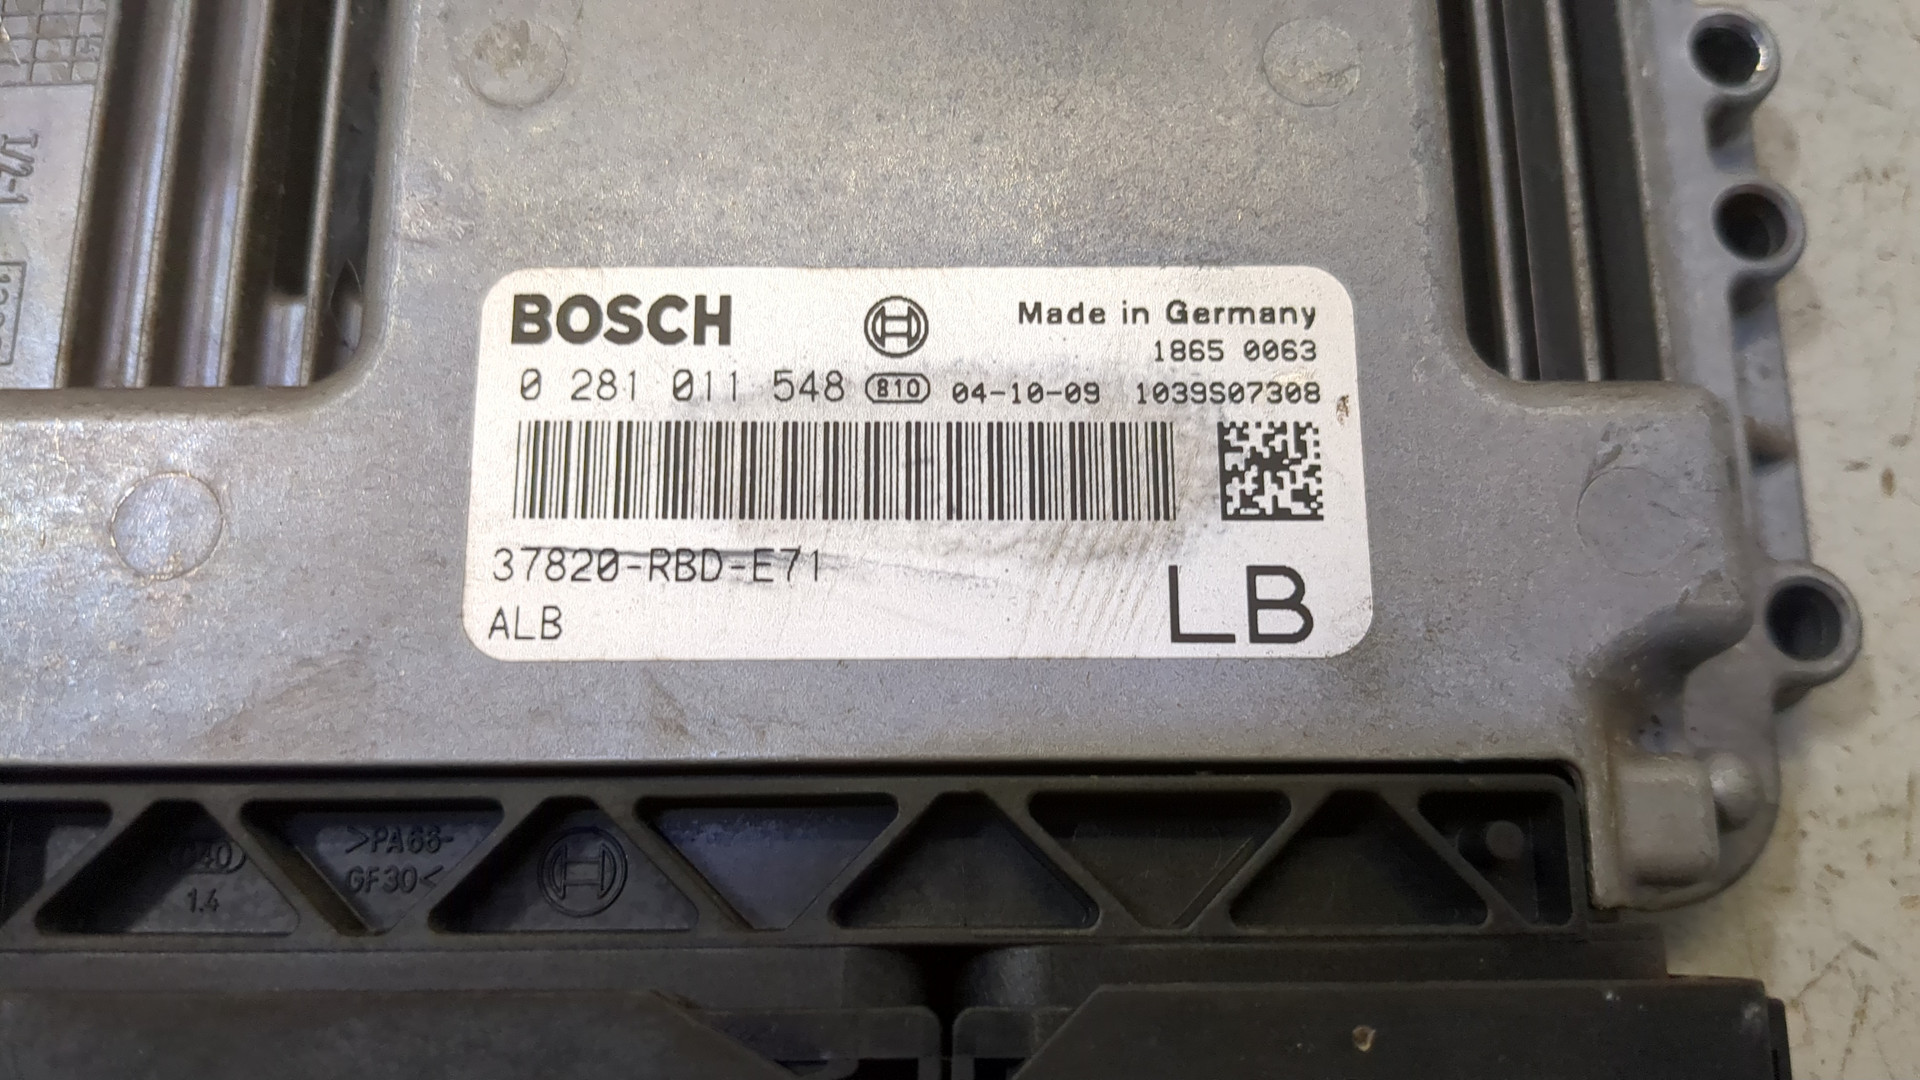 BOSCH
Made in Germany
1865 0063
0 281 011 548 810 04-10-09 1039S07308
37820-RBD-E71
ALB
LB
>PA66-
GF30<
1.4